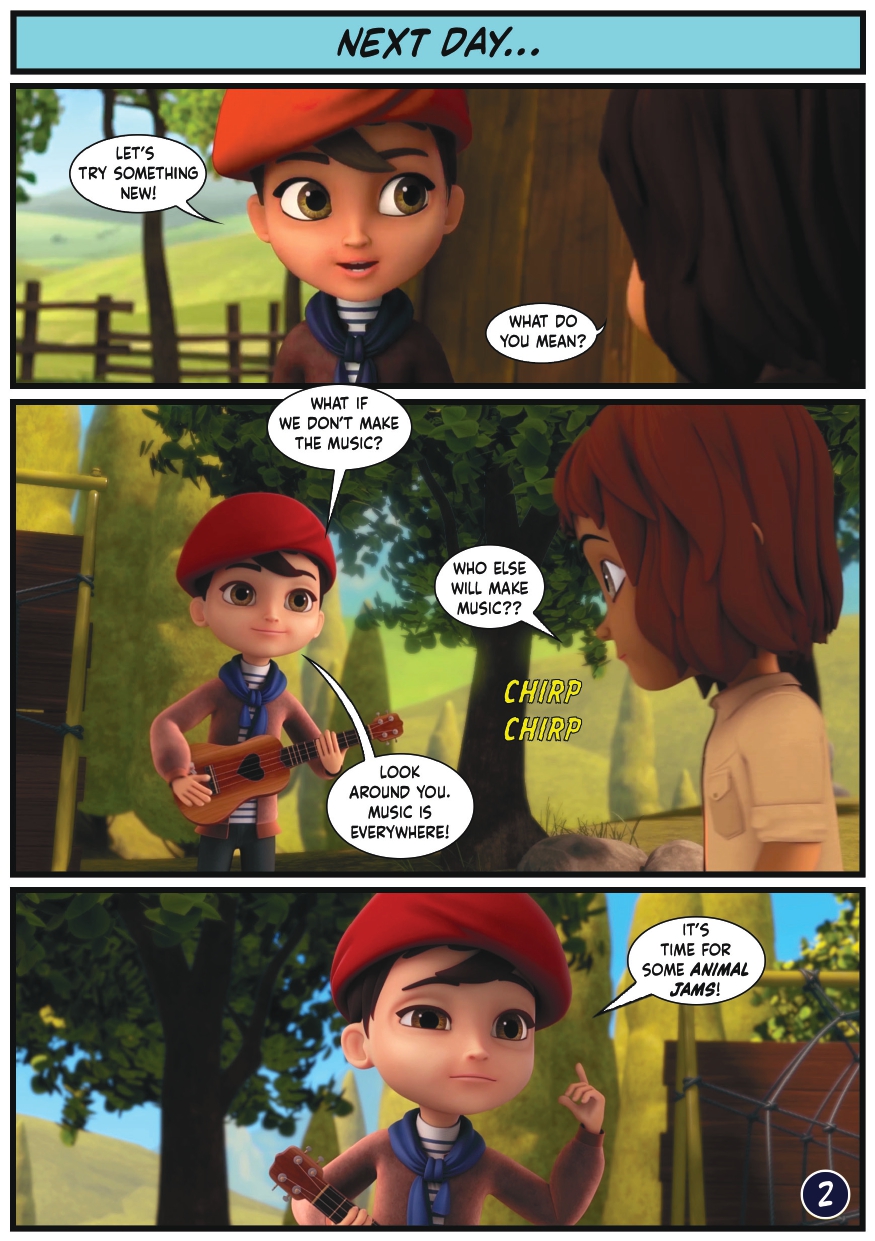 NEXT DAY...
LET'S
TRY SOMETHING
NEW!
WHAT DO
YOU MEAN?
WHAT IF
WE DON'T MAKE
THE MUSIC?
WHO ELSE
WILL MAKE
MUSIC??
CHIRP
CHIRP
LOOK
AROUND YOU.
MUSIC IS
EVERYWHERE!
IT'S
TIME FOR
SOME ANIMAL
JAMS!
2